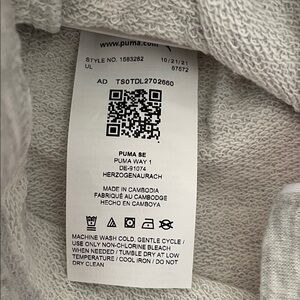 www.puma.com
STYLE NO. 1583282 10/21/21
UL 67672
AD TS0TDL2702660
PUMA SE
PUMA WAY 1
DE-91074
HERZOGENAURACH
MADE IN CAMBODIA
FABRIQUÉ AU CAMBODGE
HECHO EN CAMBOYA
MACHINE WASH COLD, GENTLE CYCLE /
USE ONLY NON-CHLORINE BLEACH
WHEN NEEDED / TUMBLE DRY AT LOW
TEMPERATURE / COOL IRON / DO NOT
DRY CLEAN